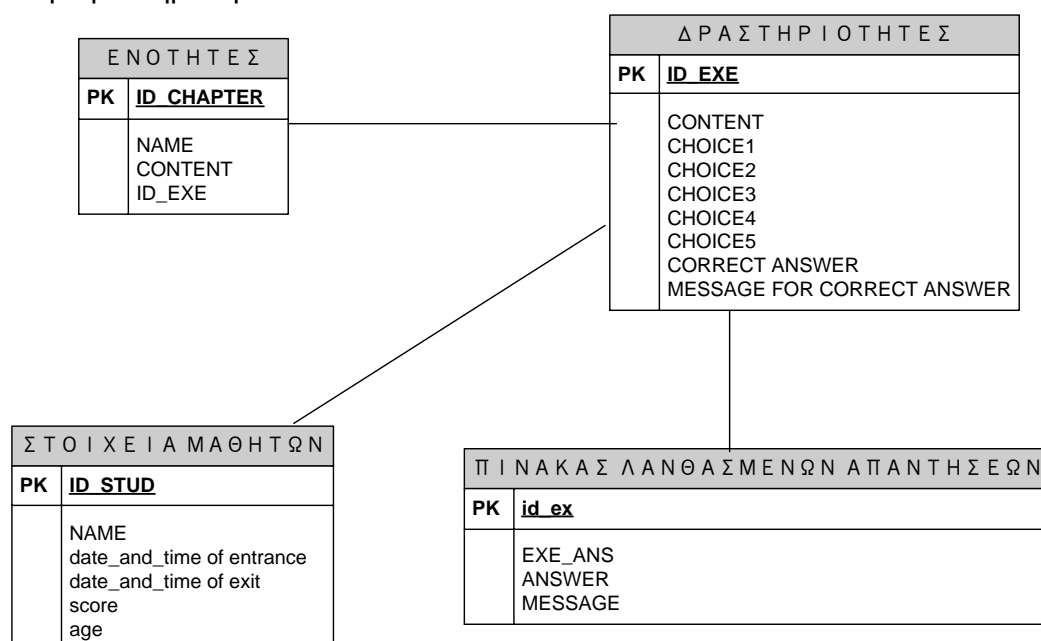 ΕΝΟΤΗΤΕΣ
PK ID_CHAPTER
NAME
CONTENT
ID_EXE
ΔΡΑΣΤΗΡΙΟΤΗΤΕΣ
PK ID_EXE
CONTENT
CHOICE1
CHOICE2
CHOICE3
CHOICE4
CHOICE5
CORRECT ANSWER
MESSAGE FOR CORRECT ANSWER
ΣΤΟΙΧΕΙΑ ΜΑΘΗΤΩΝ
PK ID_STUD
NAME
date_and_time of entrance
date_and_time of exit
score
age
ΠΙΝΑΚΑΣ ΛΑΝΘΑΣΜΕΝΩΝ ΑΠΑΝΤΗΣΕΩΝ
PK id_ex
EXE_ANS
ANSWER
MESSAGE